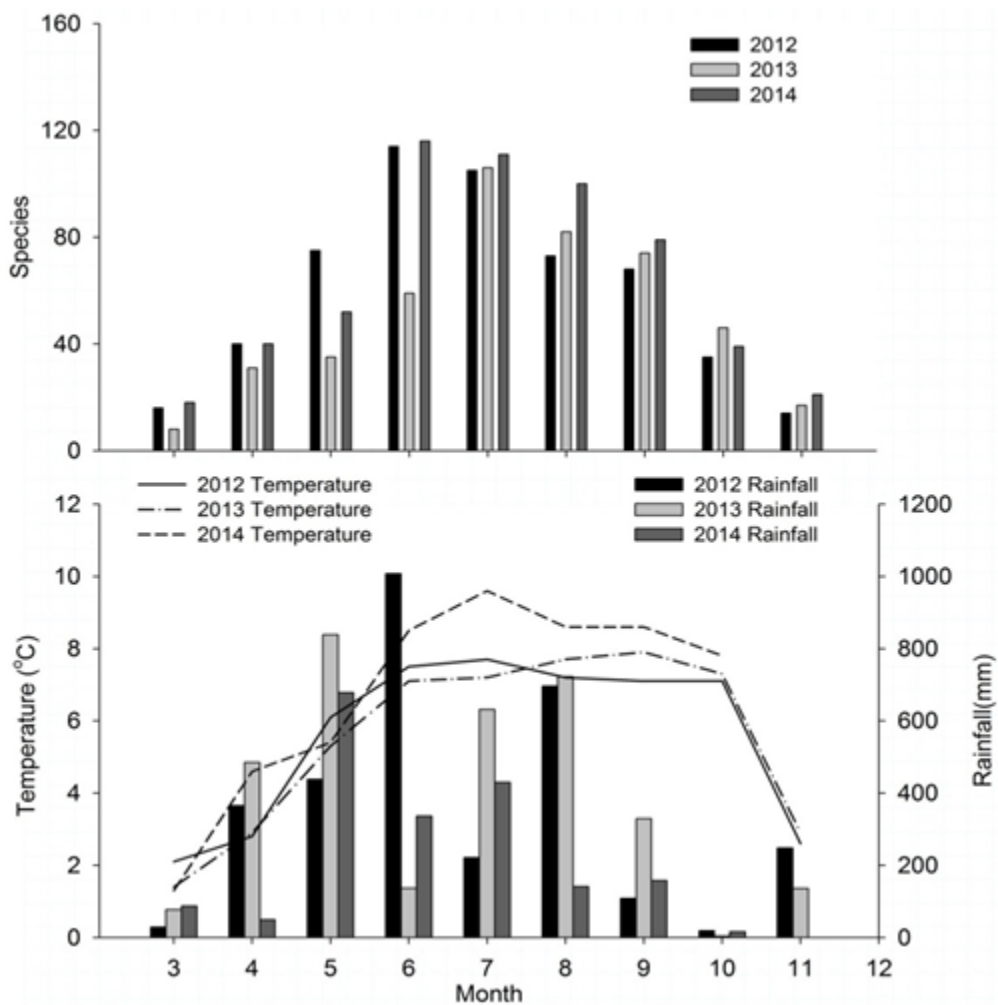 160
120
80
40
0
Species
2012
2013
2014
2012 Temperature
2013 Temperature
2014 Temperature
2012 Rainfall
2013 Rainfall
2014 Rainfall
12
10
8
6
4
2
0
Temperature (°C)
1200
1000
800
600
400
200
0
Rainfall(mm)
3 4 5 6 7 8 9 10 11 12
Month